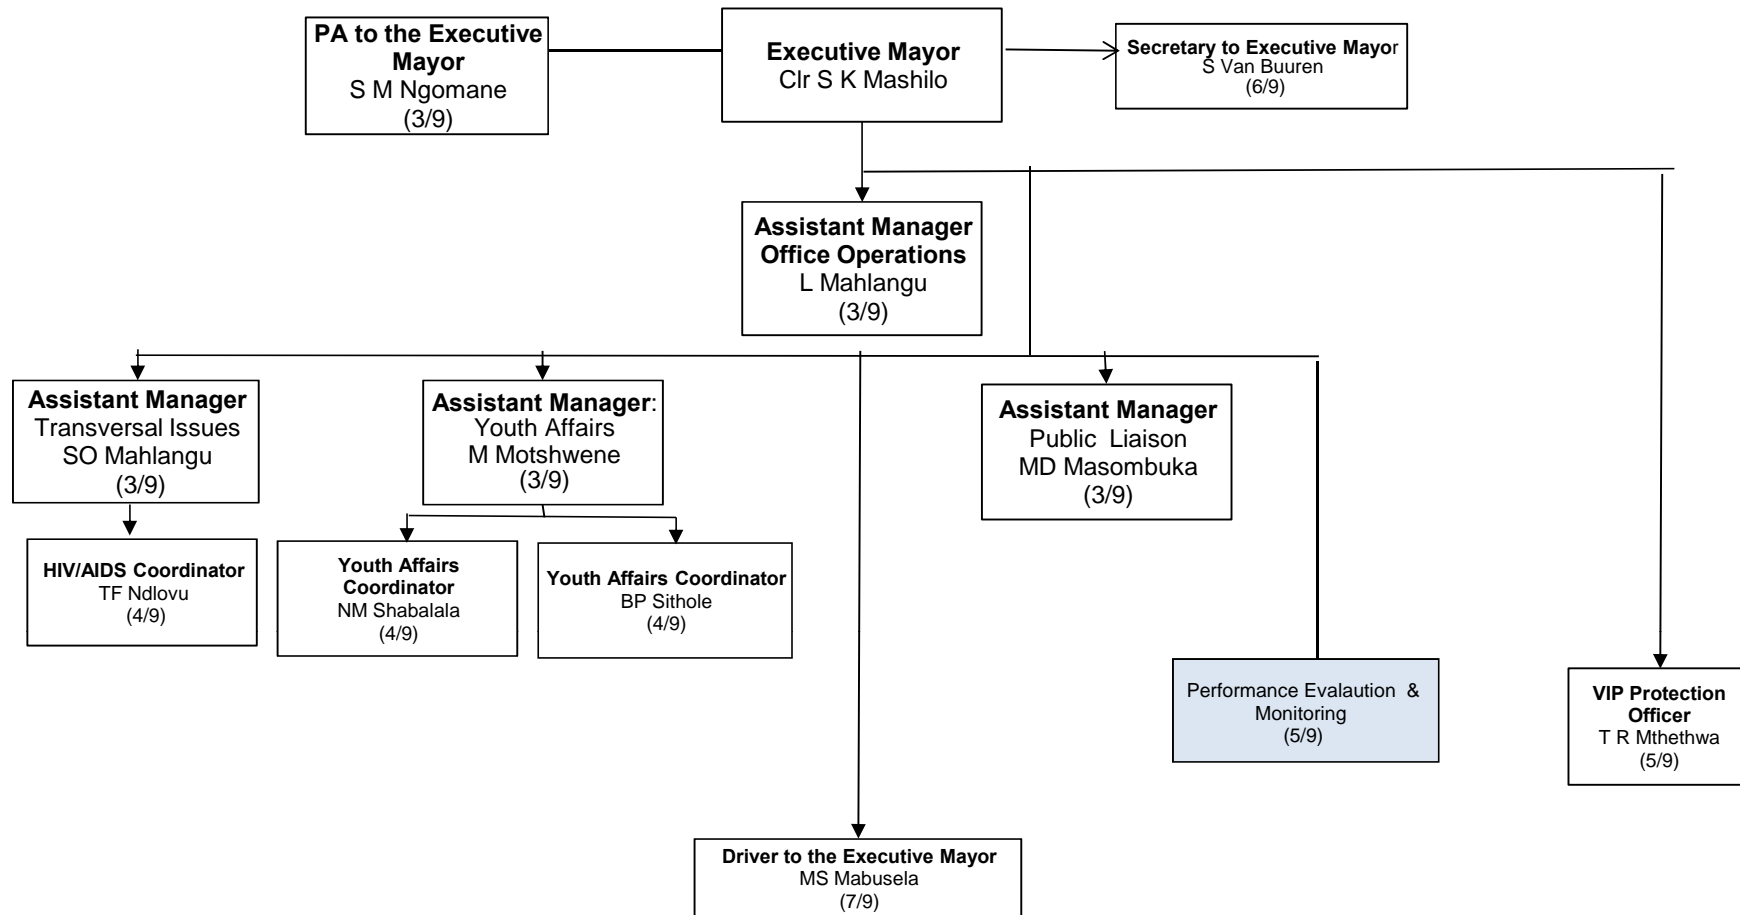 PA to the Executive
Mayor
S M Ngomane
(3/9)
Executive Mayor
Clr S K Mashilo
Secretary to Executive Mayor
S Van Buuren
(6/9)
Assistant Manager
Office Operations
L Mahlangu
(3/9)
Assistant Manager
Transversal Issues
SO Mahlangu
(3/9)
Assistant Manager:
Youth Affairs
M Motshwene
(3/9)
Assistant Manager
Public Liaison
MD Masombuka
(3/9)
HIV/AIDS Coordinator
TF Ndlovu
(4/9)
Youth Affairs
Coordinator
NM Shabalala
(4/9)
Youth Affairs Coordinator
BP Sithole
(4/9)
Performance Evalaution &
Monitoring
(5/9)
VIP Protection
Officer
T R Mthethwa
(5/9)
Driver to the Executive Mayor
MS Mabusela
(7/9)